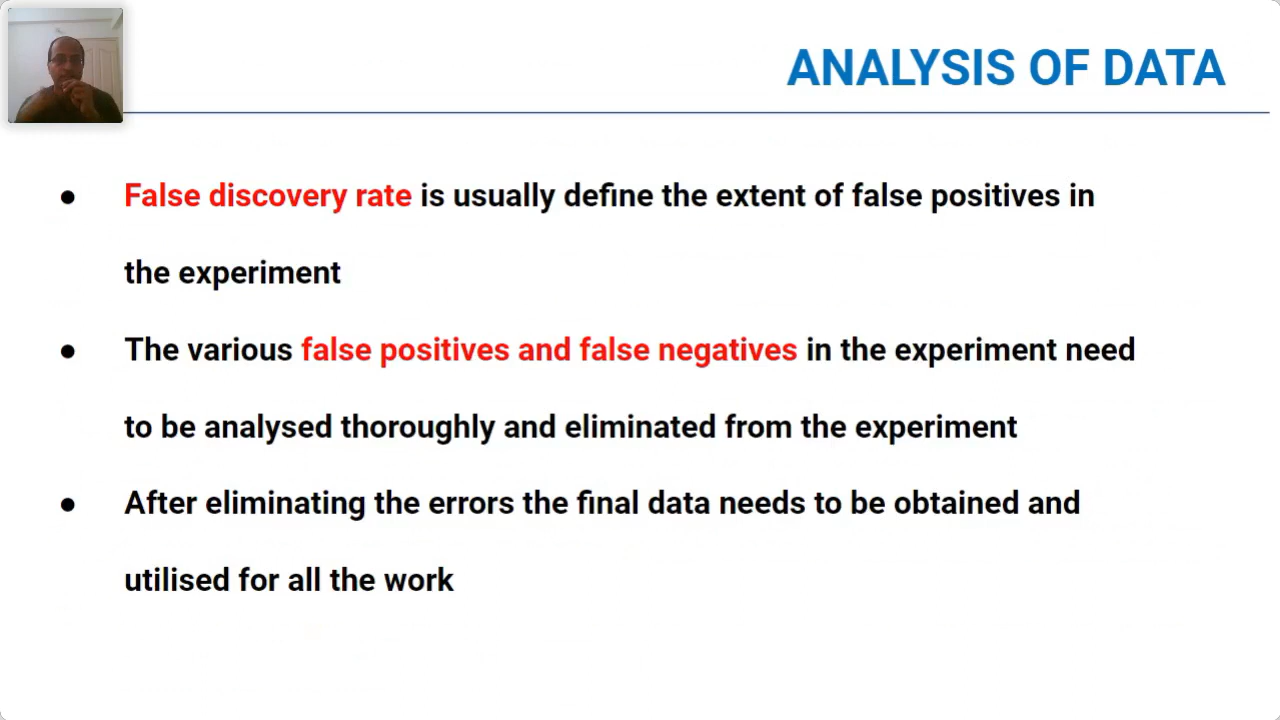 ANALYSIS OF DATA
● False discovery rate is usually define the extent of false positives in
the experiment
● The various false positives and false negatives in the experiment need
to be analysed thoroughly and eliminated from the experiment
● After eliminating the errors the final data needs to be obtained and
utilised for all the work